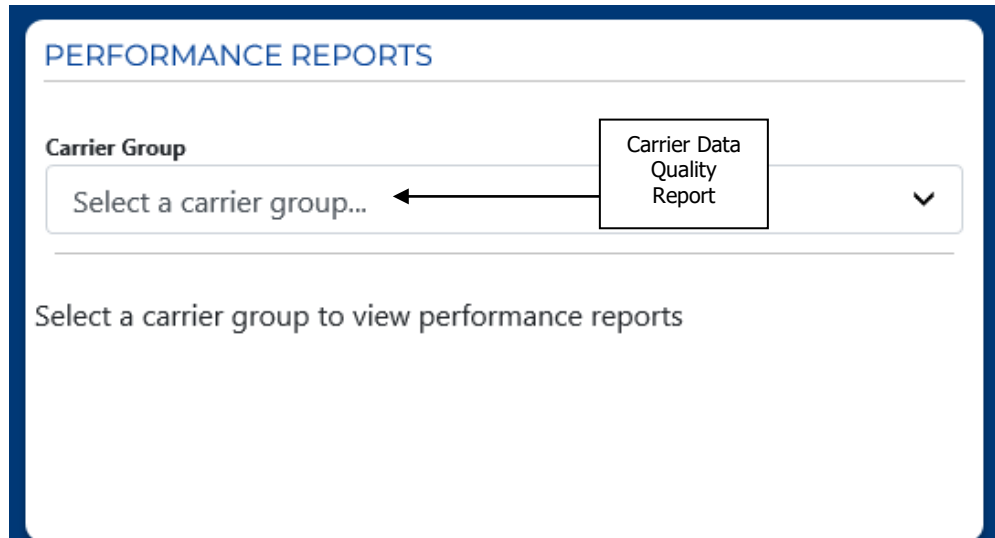 PERFORMANCE REPORTS
Carrier Group
Carrier Data
Quality
Report
Select a carrier group...
Select a carrier group to view performance reports